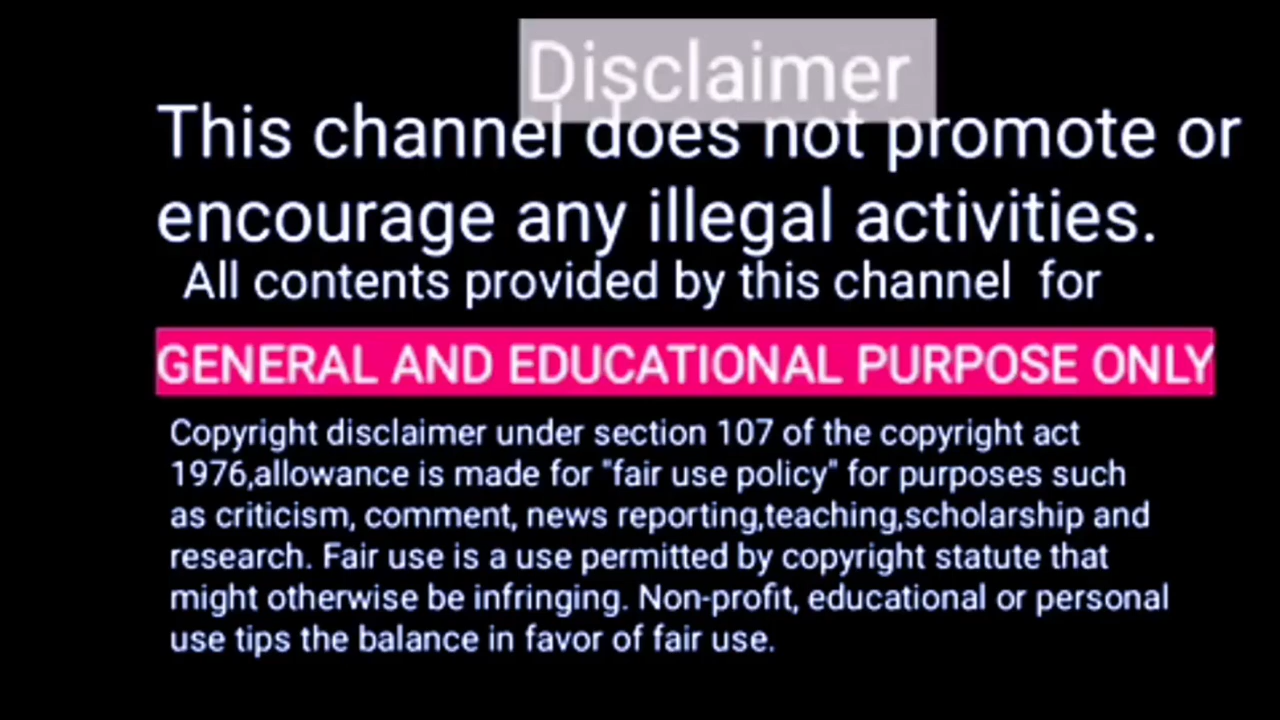 Disclaimer
This channel does not promote or
encourage any illegal activities.
All contents provided by this channel for
GENERAL AND EDUCATIONAL PURPOSE ONLY
Copyright disclaimer under section 107 of the copyright act
1976,allowance is made for "fair use policy" for purposes such
as criticism, comment, news reporting,teaching,scholarship and
research. Fair use is a use permitted by copyright statute that
might otherwise be infringing. Non-profit, educational or personal
use tips the balance in favor of fair use.